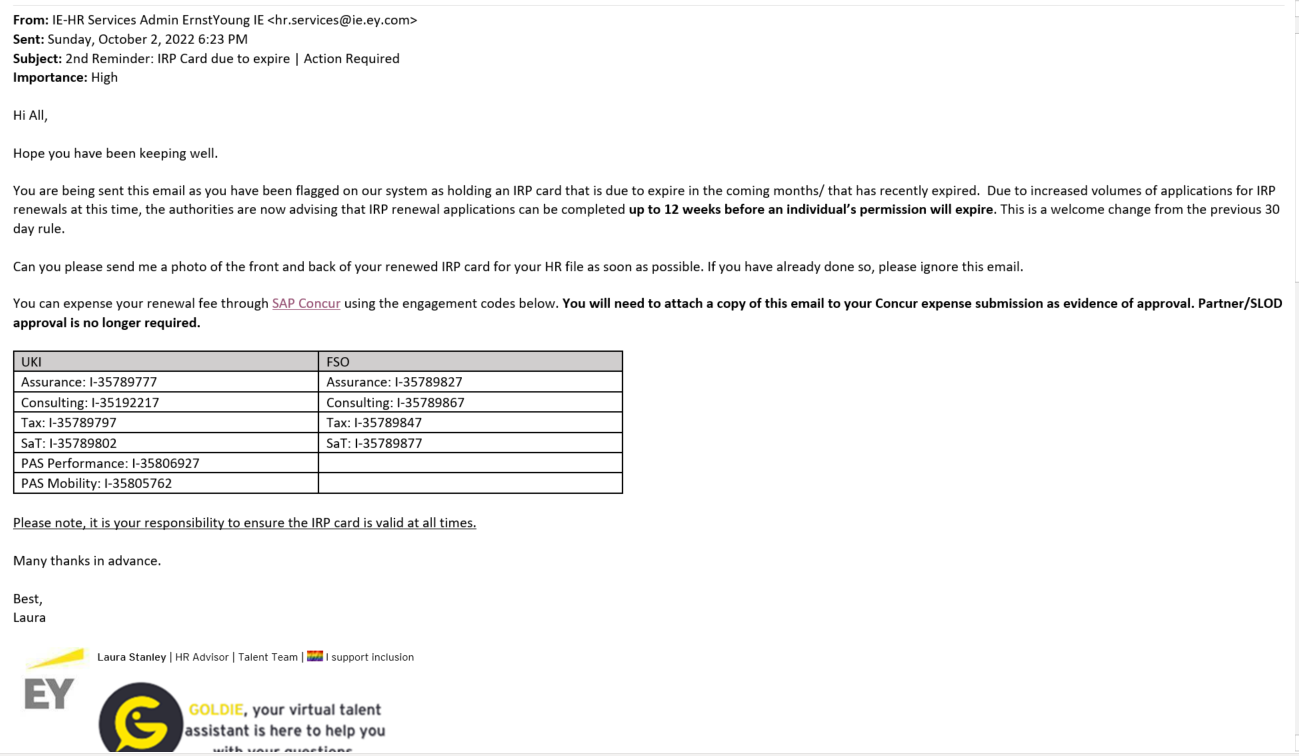 From: IE-HR Services Admin ErnstYoung IE <hr.services@ie.ey.com>
Sent: Sunday, October 2, 2022 6:23 PM
Subject: 2nd Reminder: IRP Card due to expire | Action Required
Importance: High
Hi All,
Hope you have been keeping well.
You are being sent this email as you have been flagged on our system as holding an IRP card that is due to expire in the coming months/ that has recently expired.  Due to increased volumes of applications for IRP
renewals at this time, the authorities are now advising that IRP renewal applications can be completed up to 12 weeks before an individual's permission will expire. This is a welcome change from the previous 30
day rule.
Can you please send me a photo of the front and back of your renewed IRP card for your HR file as soon as possible. If you have already done so, please ignore this email.
You can expense your renewal fee through SAP Concur using the engagement codes below. You will need to attach a copy of this email to your Concur expense submission as evidence of approval. Partner/SLOD
approval is no longer required.
UKI FSO
Assurance: I-35789777 Assurance: I-35789827
Consulting: I-35192217 Consulting: I-35789867
Tax: I-35789797 Tax: I-35789847
SaT: I-35789802 SaT: I-35789877
PAS Performance: I-35806927
PAS Mobility: I-35805762
Please note, it is your responsibility to ensure the IRP card is valid at all times.
Many thanks in advance.
Best,
Laura
Laura Stanley | HR Advisor | Talent Team | I support inclusion
EY
GOLDIE, your virtual talent
assistant is here to help you
with your questions